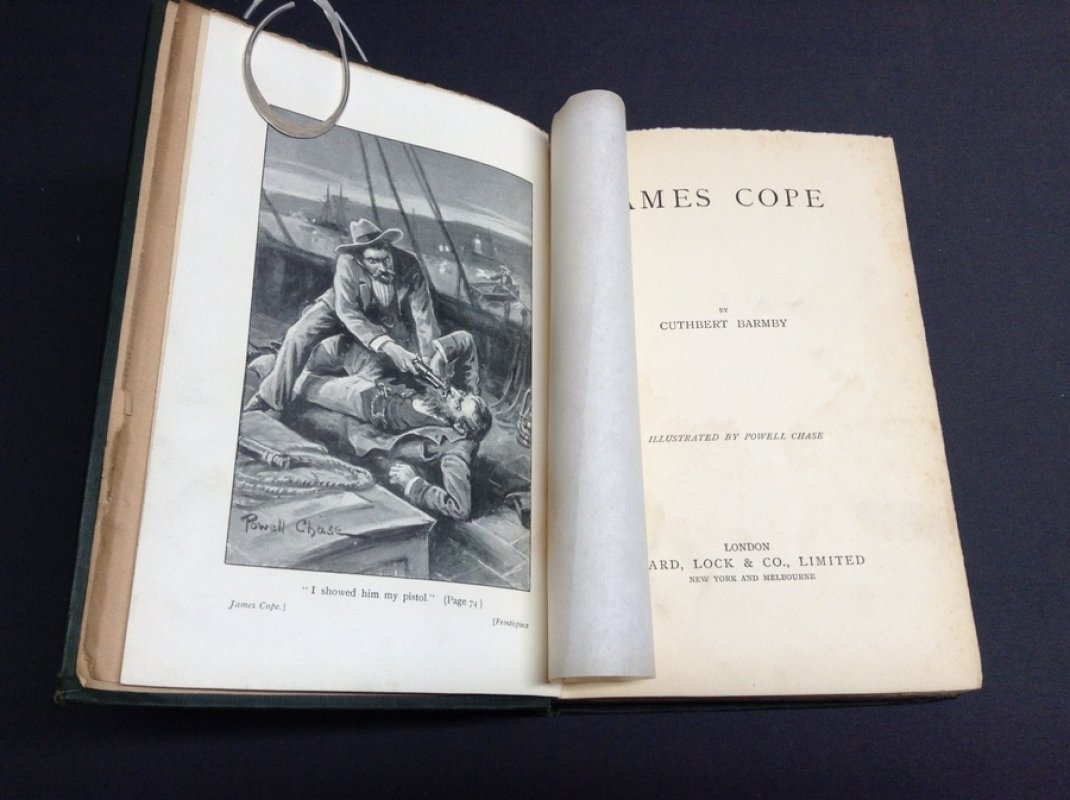 Powell Chase
"I showed him my pistol." (Page 74)
James Cope.]
[Frontispiece
AMES COPE
BY
CUTHBERT BARMBY
ILLUSTRATED BY POWELL CHASE
LONDON
ARD, LOCK & CO., LIMITED
NEW YORK AND MELBOURNE